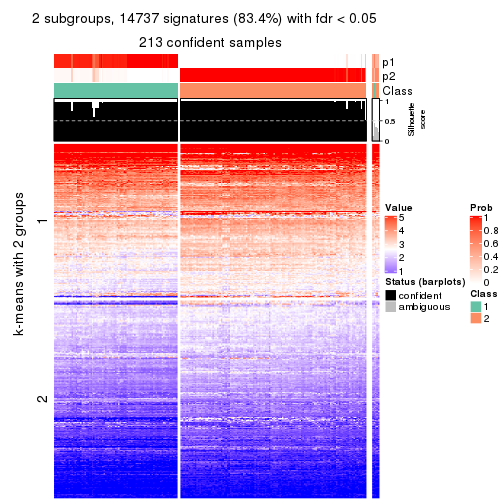 2 subgroups, 14737 signatures (83.4%) with fdr < 0.05
213 confident samples
p1
p2
Class
1
0.5
0
Silhouette
score
k-means with 2 groups
1
2
Value
5
4
3
2
1
Status (barplots)
confident
ambiguous
Prob
1
0.8
0.6
0.4
0.2
0
Class
1
2